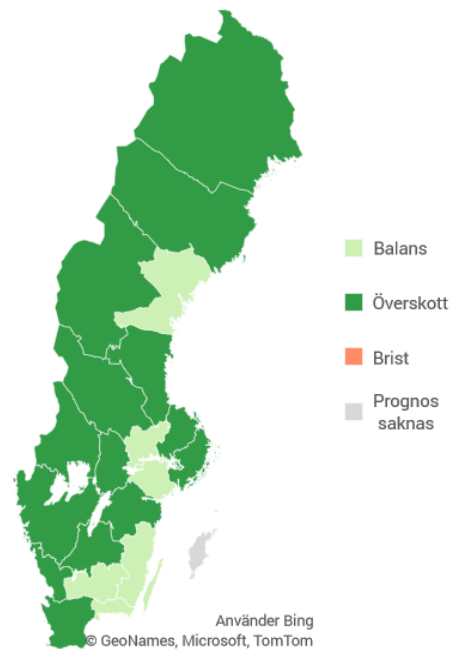 Balans
Överskott
Brist
Prognos
saknas
Använder Bing
© GeoNames, Microsoft, TomTom